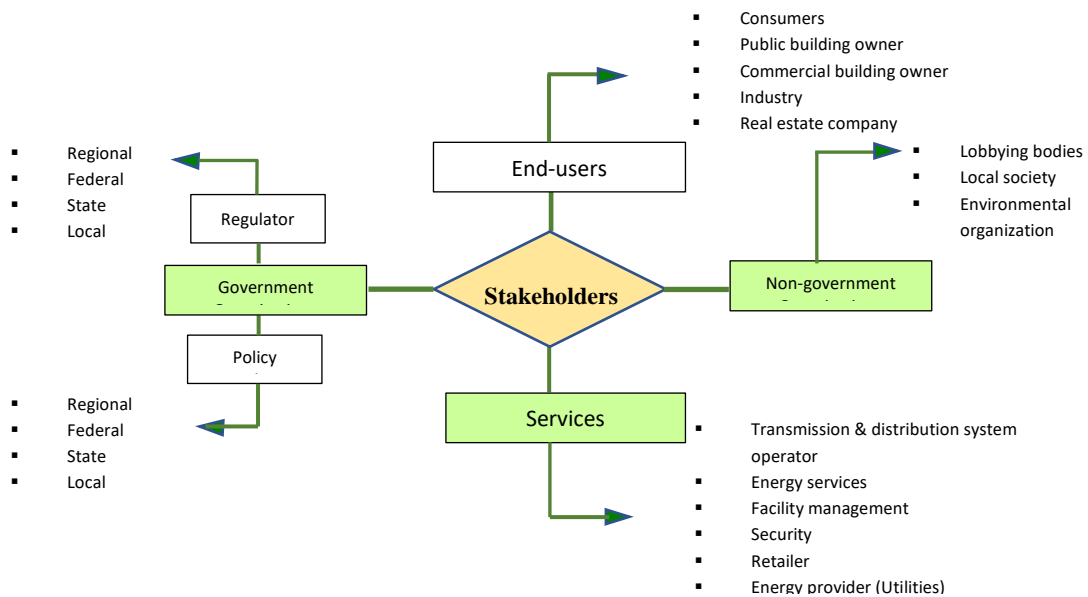 ▪ Consumers
▪ Public building owner
▪ Commercial building owner
▪ Industry
▪ Real estate company
End-users
▪ Regional
▪ Federal
▪ State
▪ Local
Regulator
▪ Lobbying bodies
▪ Local society
▪ Environmental
organization
Government
Stakeholders
Non-government
Policy
▪ Regional
▪ Federal
▪ State
▪ Local
Services
▪ Transmission & distribution system
operator
▪ Energy services
▪ Facility management
▪ Security
▪ Retailer
▪ Energy provider (Utilities)